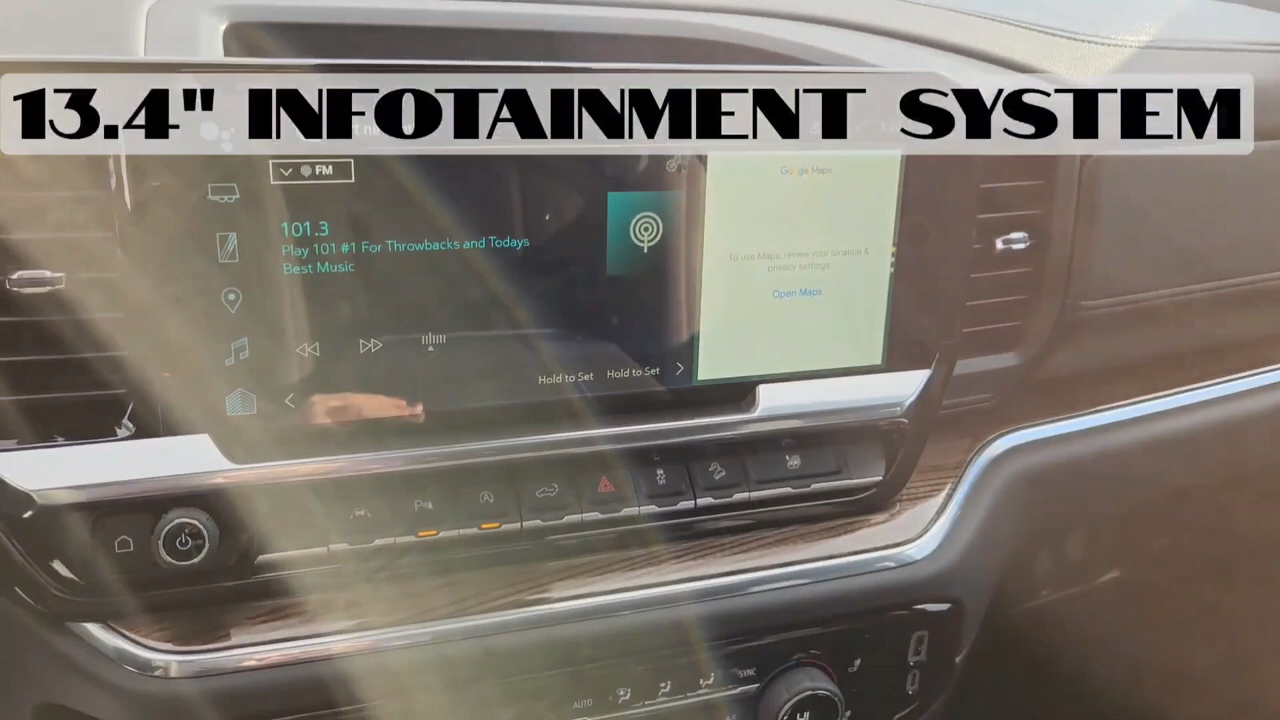 13.4" INFOTAINMENT SYSTEM
FM
Google Maps
101.3
Play 101 #1 For Throwbacks and Todays
Best Music
To use Maps, review your location &
privacy settings.
Open Maps
Hold to Set Hold to Set
AUTO
SYNC
HI